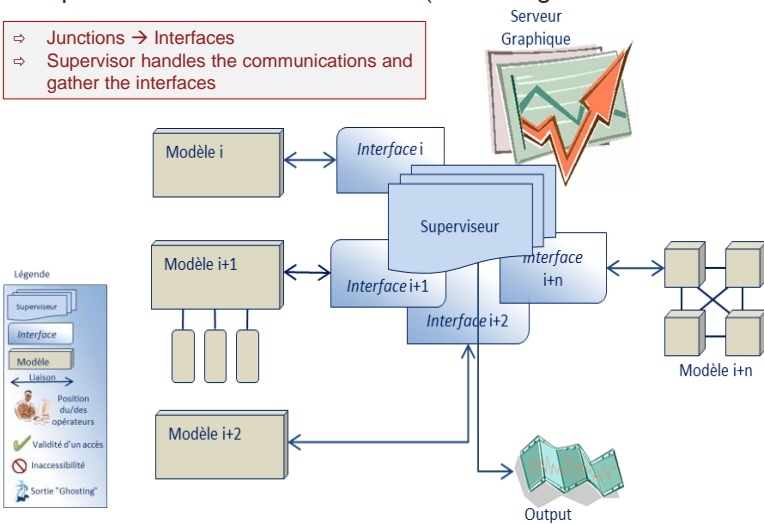 ⇨ Junctions → Interfaces
⇨ Supervisor handles the communications and
gather the interfaces
Serveur
Graphique
Modèle i
Interface i
Superviseur
Modèle i+1
Interface i+1
Interface
i+n
Interface i+2
Modèle i+n
Modèle i+2
Output
Légende
Superviseur
Interface
Modèle
Liaison
Position
du/des
opérateurs
Validité d'un accès
Inaccessibilité
Sortie "Ghosting"